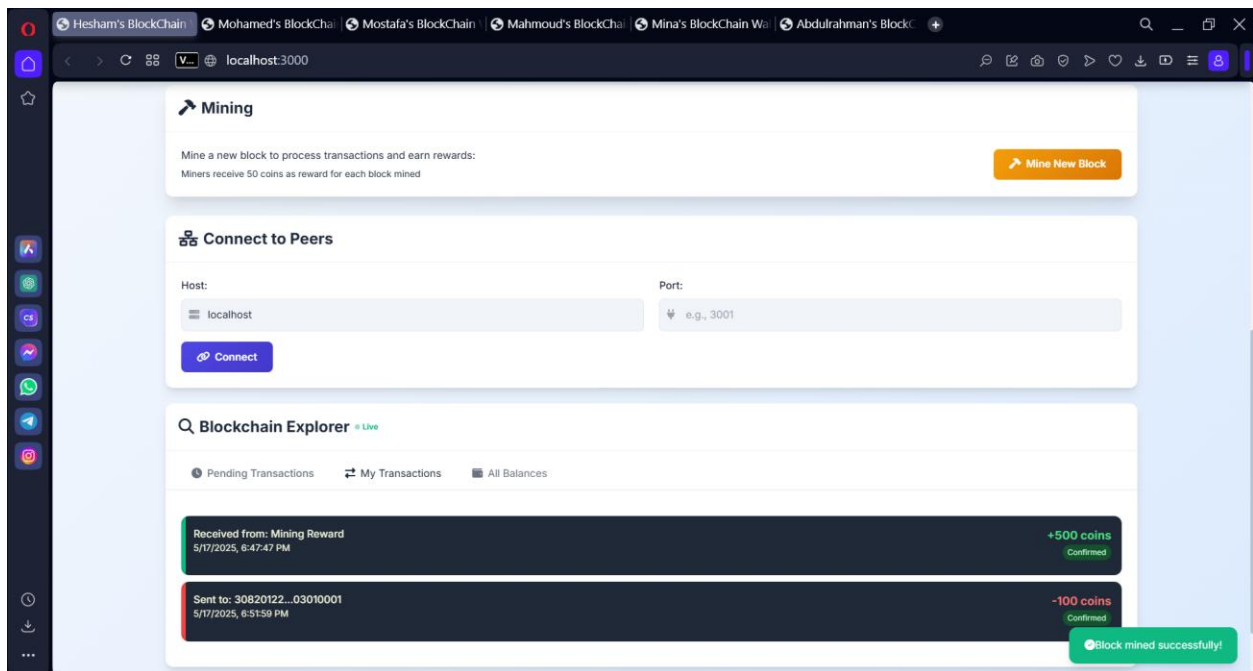 Hesham's BlockChain
Mohamed's BlockChai
Mostafa's BlockChain
Mahmoud's BlockChai
Mina's BlockChain Wa
Abdulrahman's BlockC
V...
localhost:3000
Mining
Mine a new block to process transactions and earn rewards:
Miners receive 50 coins as reward for each block mined
Mine New Block
Connect to Peers
Host:
Port:
localhost
e.g., 3001
Connect
Blockchain Explorer
Live
Pending Transactions
My Transactions
All Balances
Received from: Mining Reward
+500 coins
5/17/2025, 6:47:47 PM
Confirmed
Sent to: 30820122...03010001
-100 coins
5/17/2025, 6:51:59 PM
Confirmed
Block mined successfully!